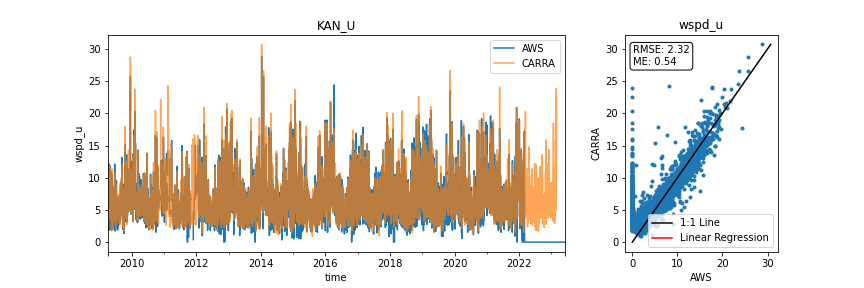 KAN_U
wspd_u
30
25
20
15
10
5
0
2010
2012
2014
2016
2018
2020
2022
time
AWS
CARRA
wspd_u
CARRA
30
25
20
15
10
5
0
RMSE: 2.32
ME: 0.54
1:1 Line
Linear Regression
0
10
20
30
AWS